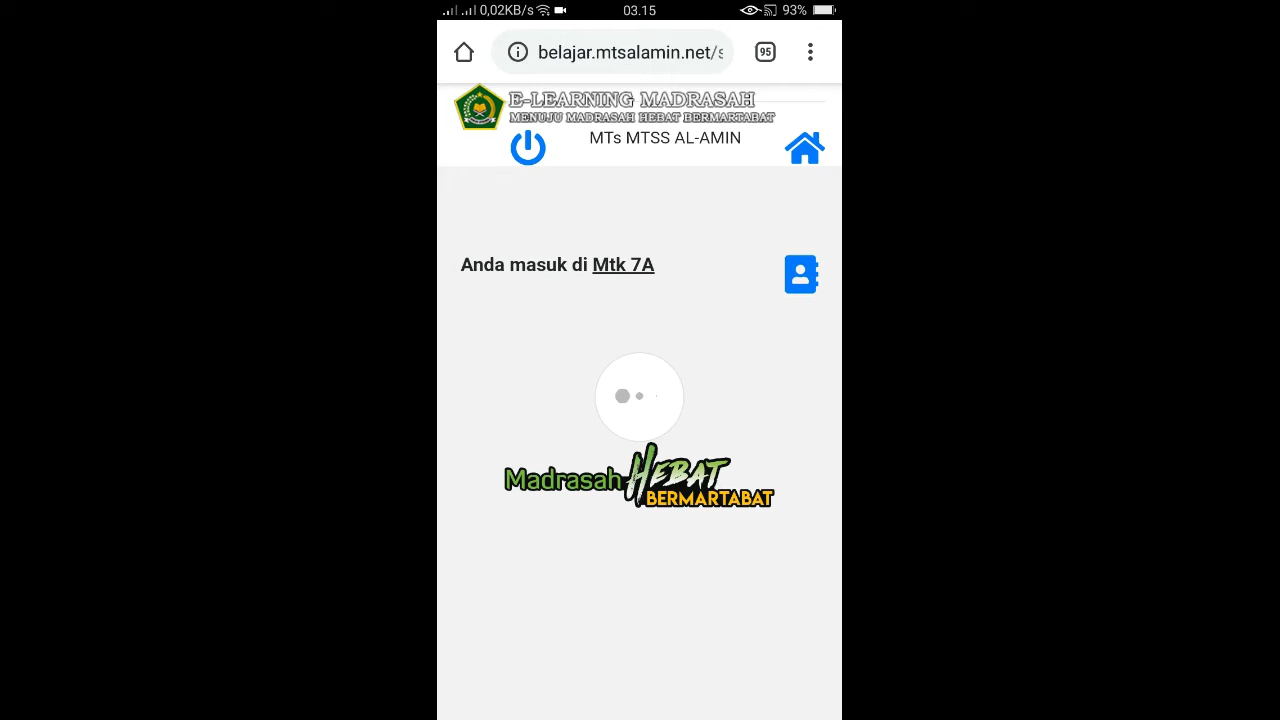 0,02KB/s 03.15 93%
belajar.mtsalamin.net/s 95
E-LEARNING MADRASAH
MENUJU MADRASAH HEBAT BERMARTABAT
MTs MTSS AL-AMIN
Anda masuk di Mtk 7A
Madrasah HEBAT
BERMARTABAT